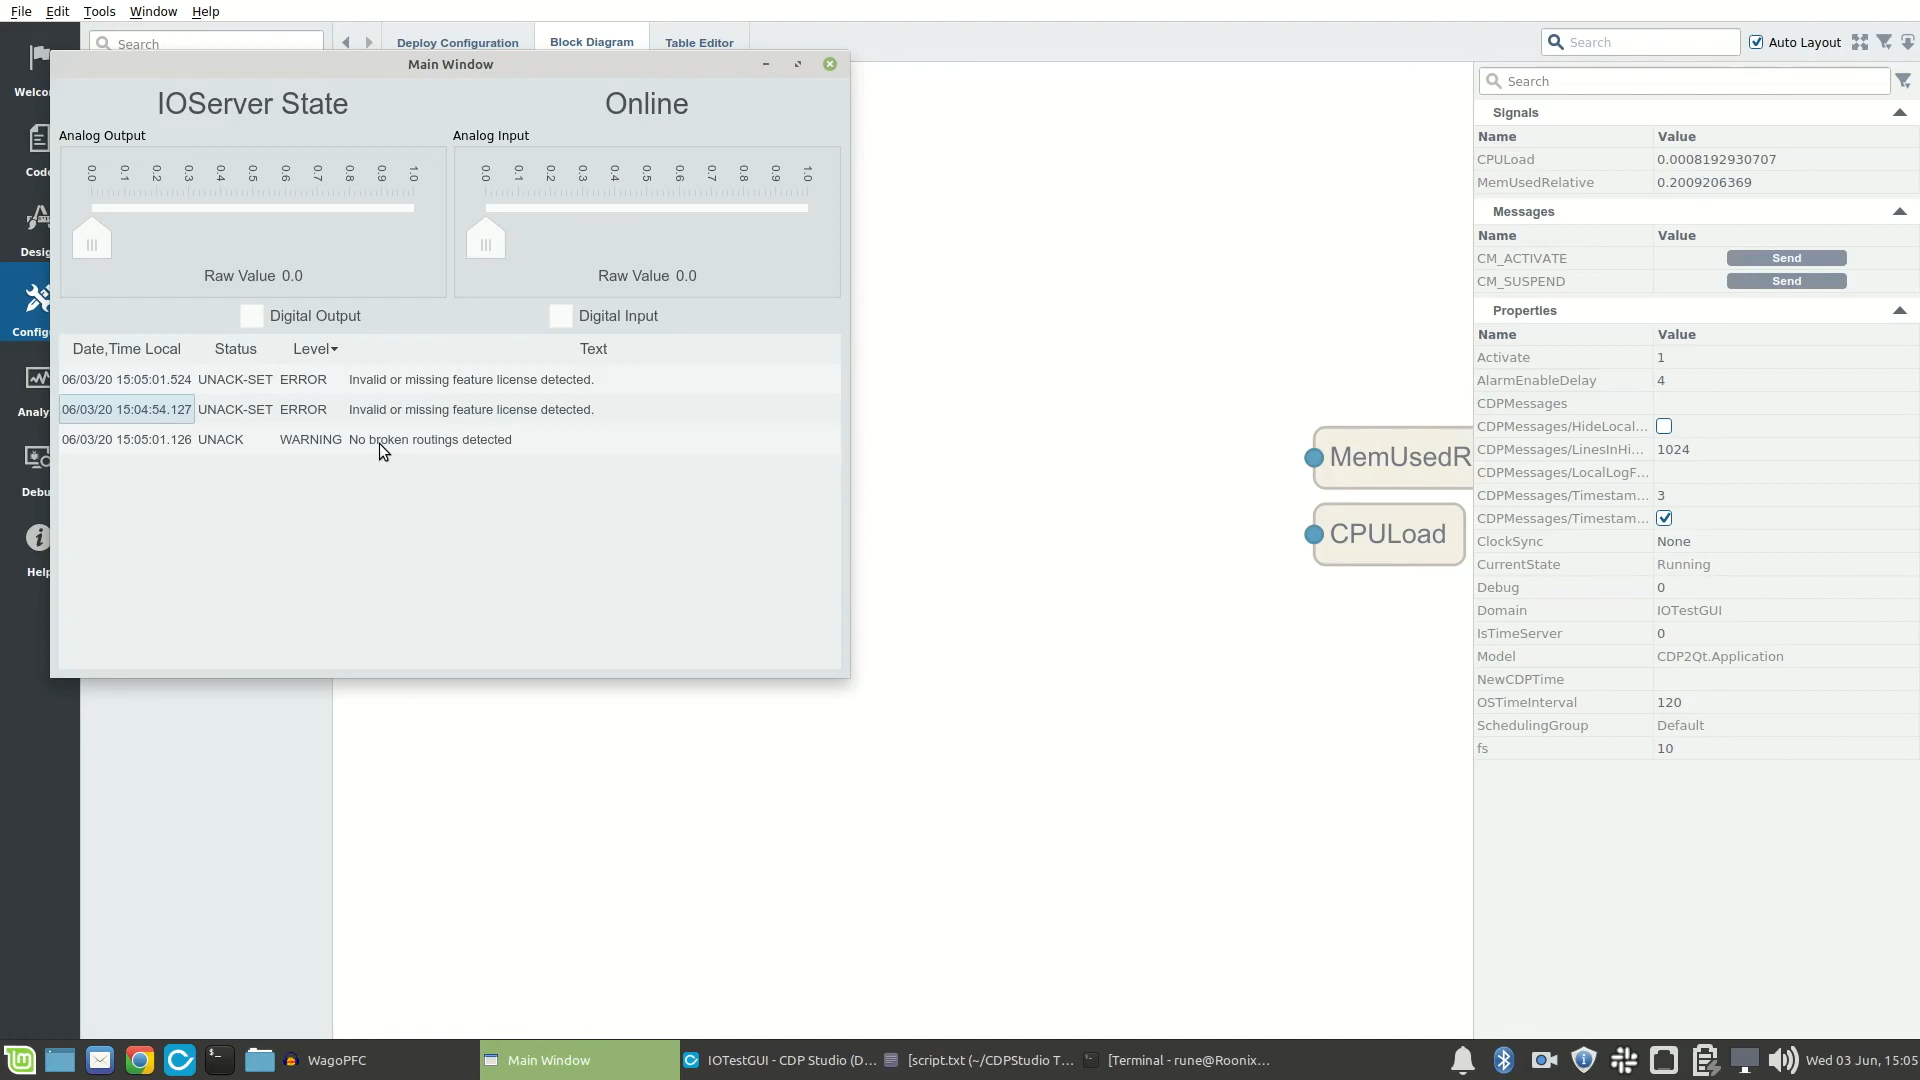 File Edit Tools Window Help
Search
Deploy Configuration Block Diagram Table Editor
Search
Auto Layout
Main Window
IOServer State Online
Analog Output
0.0 0.1 0.2 0.3 0.4 0.5 0.6 0.7 0.8 0.9 1.0
Raw Value 0.0
Analog Input
0.0 0.1 0.2 0.3 0.4 0.5 0.6 0.7 0.8 0.9 1.0
Raw Value 0.0
Digital Output Digital Input
Date,Time Local Status Level Text
06/03/20 15:05:01.524 UNACK-SET ERROR Invalid or missing feature license detected.
06/03/20 15:04:54.127 UNACK-SET ERROR Invalid or missing feature license detected.
06/03/20 15:05:01.126 UNACK WARNING No broken routings detected
Welco
Code
Desig
Config
Analy
Debu
Help
MemUsedR
CPULoad
Search
Signals
Name Value
CPULoad 0.0008192930707
MemUsedRelative 0.2009206369
Messages
Name Value
CM_ACTIVATE Send
CM_SUSPEND Send
Properties
Name Value
Activate 1
AlarmEnableDelay 4
CDPMessages
CDPMessages/HideLocal...
CDPMessages/LinesInHi... 1024
CDPMessages/LocalLogF...
CDPMessages/Timestam... 3
CDPMessages/Timestam...
ClockSync None
CurrentState Running
Debug 0
Domain IOTestGUI
IsTimeServer 0
Model CDP2Qt.Application
NewCDPTime
OSTimeInterval 120
SchedulingGroup Default
fs 10
WagoPFC
Main Window
IOTestGUI - CDP Studio (D...
[script.txt (~/CDPStudio T...
[Terminal - rune@Roonix...
Wed 03 Jun, 15:05